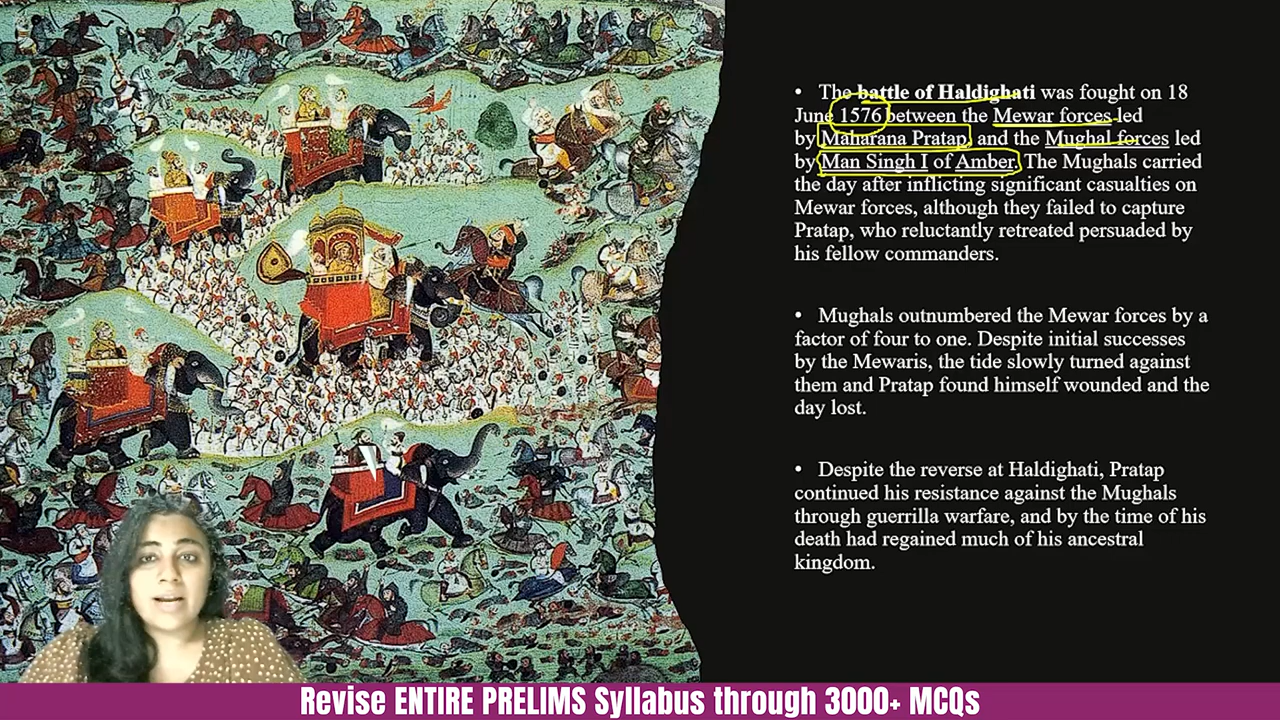 • The battle of Haldighati was fought on 18
June 1576 between the Mewar forces led
by Maharana Pratap, and the Mughal forces led
by Man Singh I of Amber. The Mughals carried
the day after inflicting significant casualties on
Mewar forces, although they failed to capture
Pratap, who reluctantly retreated persuaded by
his fellow commanders.
• Mughals outnumbered the Mewar forces by a
factor of four to one. Despite initial successes
by the Mewaris, the tide slowly turned against
them and Pratap found himself wounded and the
day lost.
• Despite the reverse at Haldighati, Pratap
continued his resistance against the Mughals
through guerrilla warfare, and by the time of his
death had regained much of his ancestral
kingdom.
Revise ENTIRE PRELIMS Syllabus through 3000+ MCQs